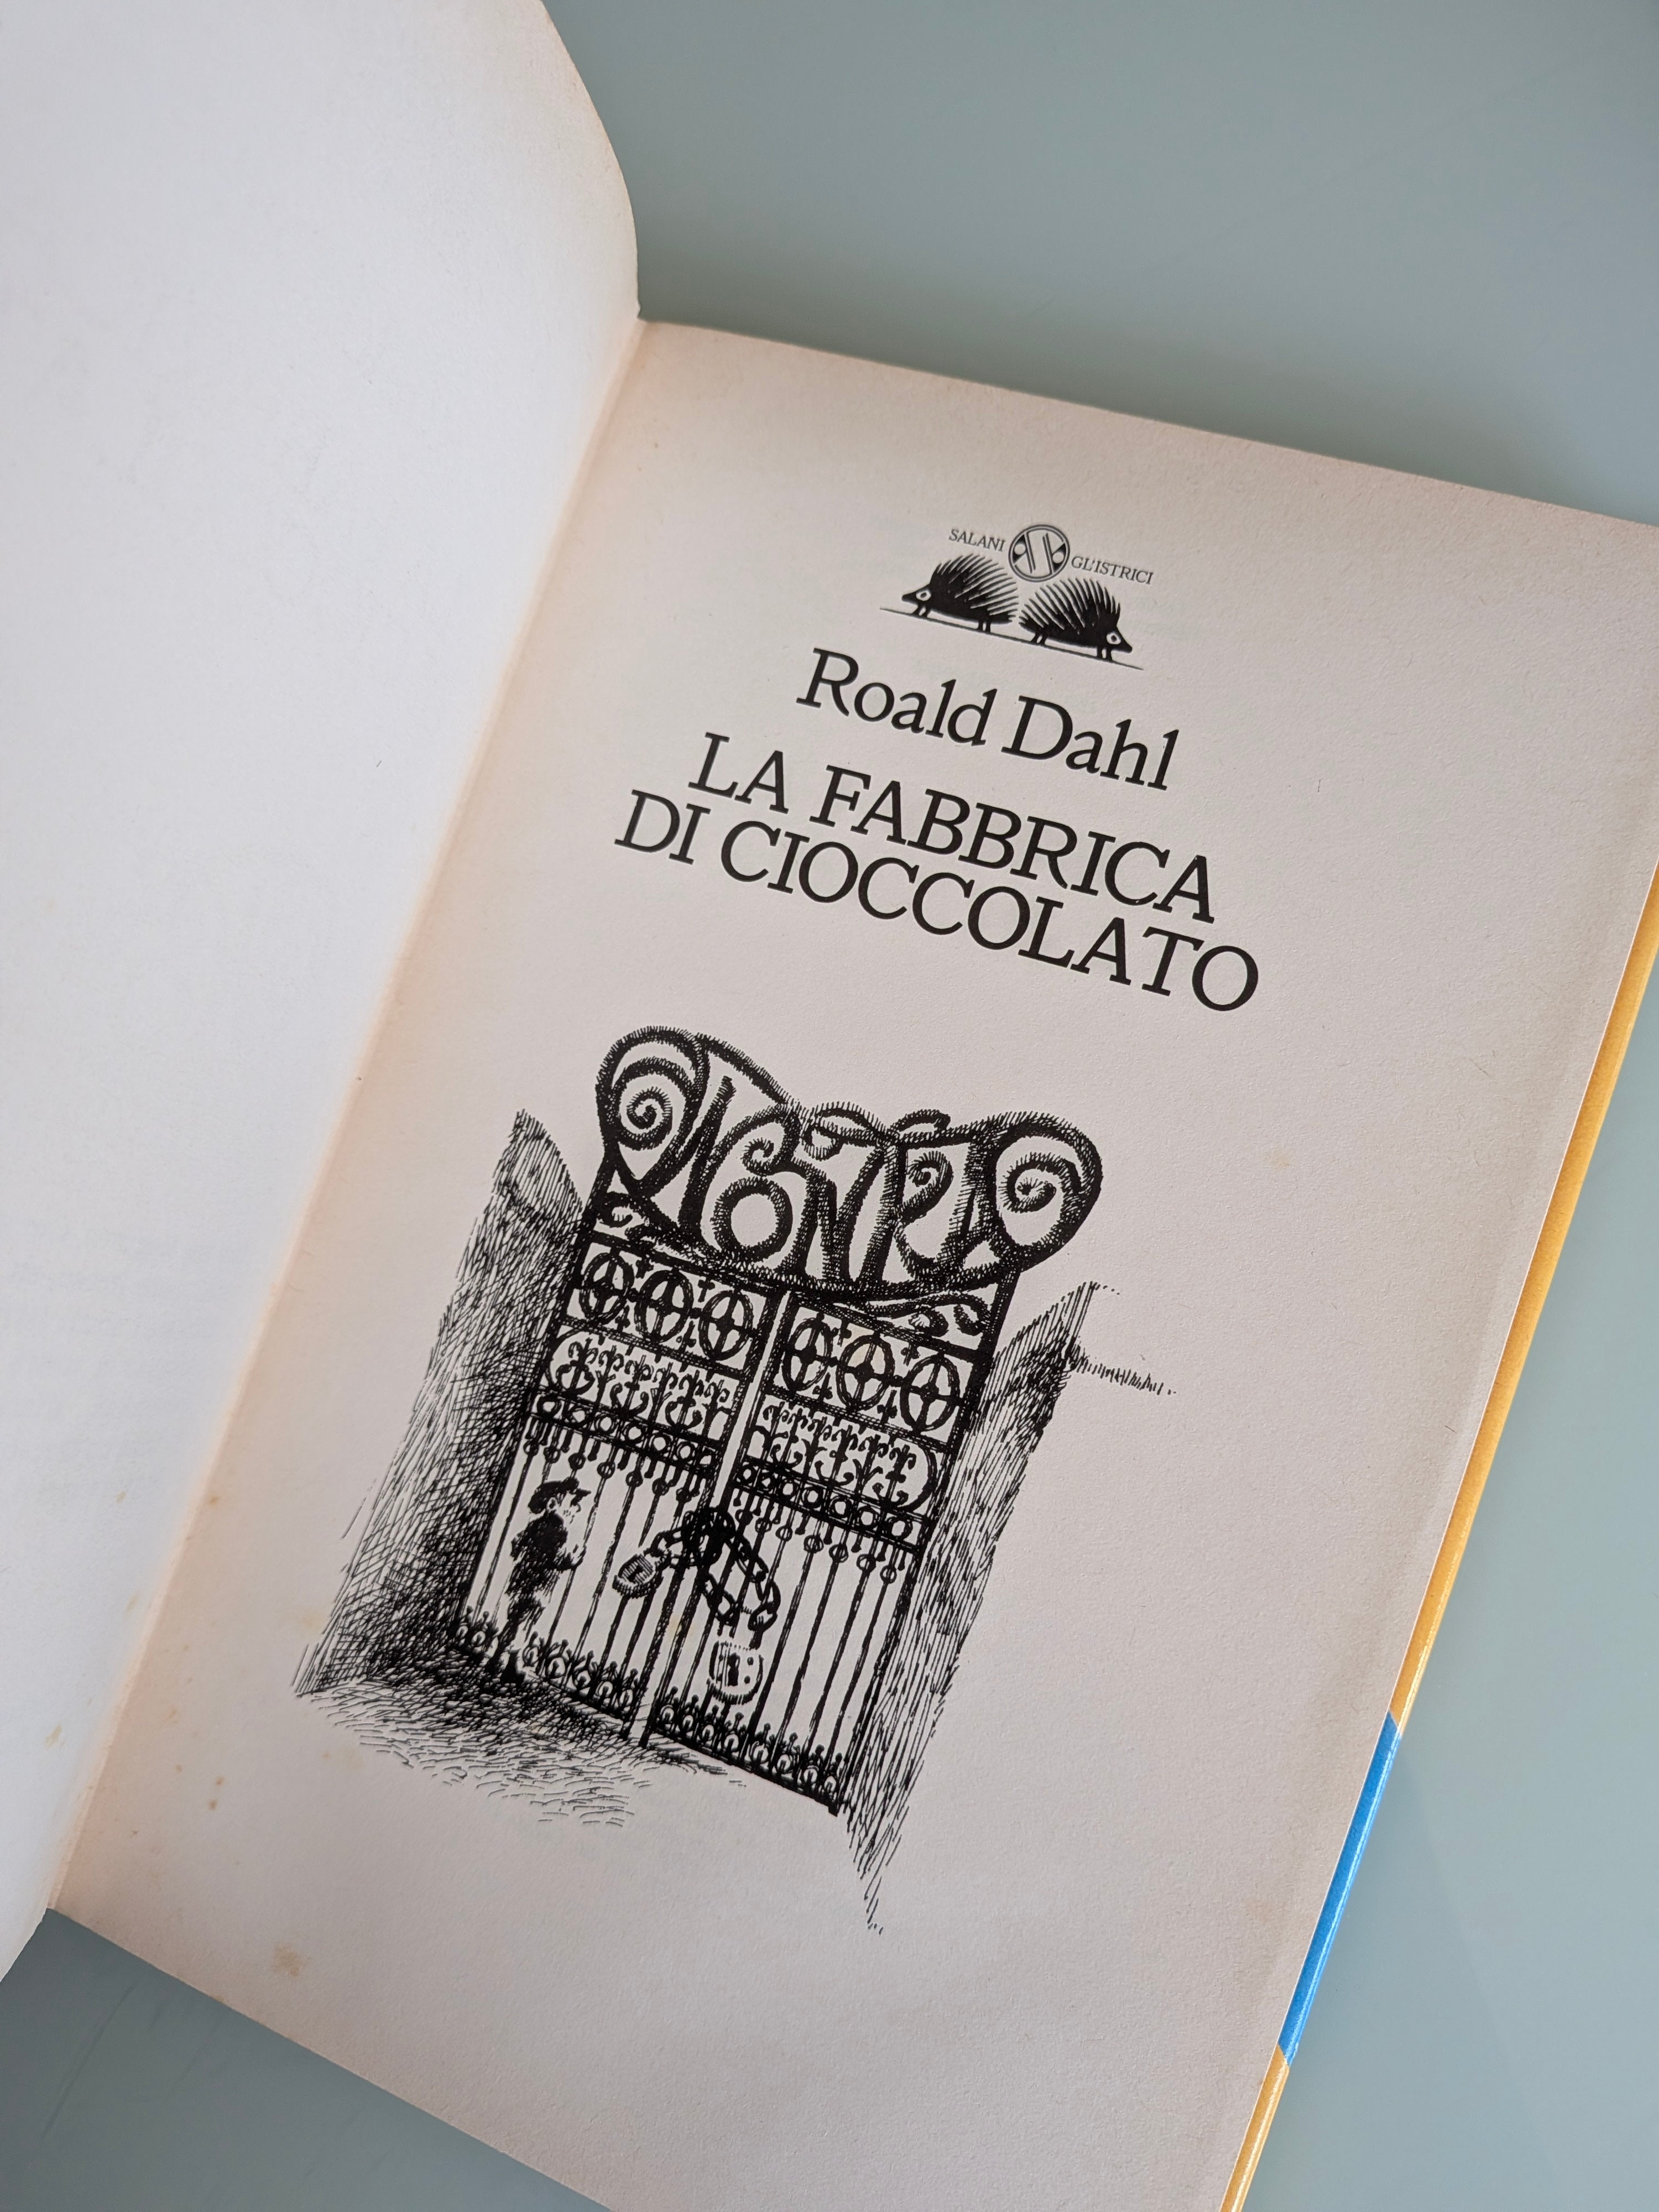 SALANI GL'ISTRICI
Roald Dahl
LA FABBRICA
DI CIOCCOLATO
WONKA